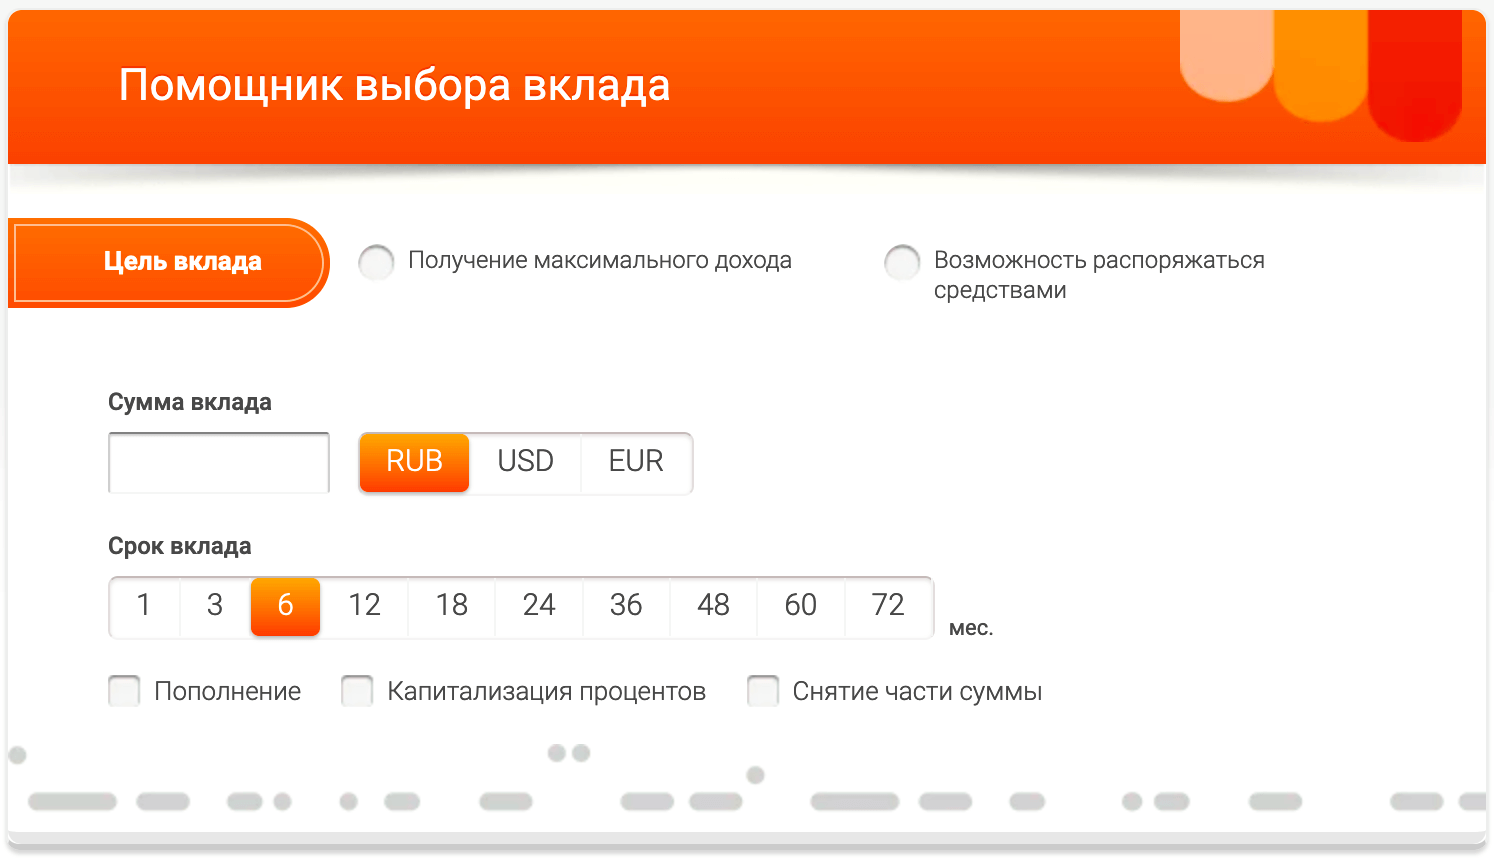 Помощник выбора вклада
Цель вклада
Получение максимального дохода
Возможность распоряжаться
средствами
Сумма вклада
RUB USD EUR
Срок вклада
1 3 6 12 18 24 36 48 60 72 мес.
Пополнение Капитализация процентов Снятие части суммы